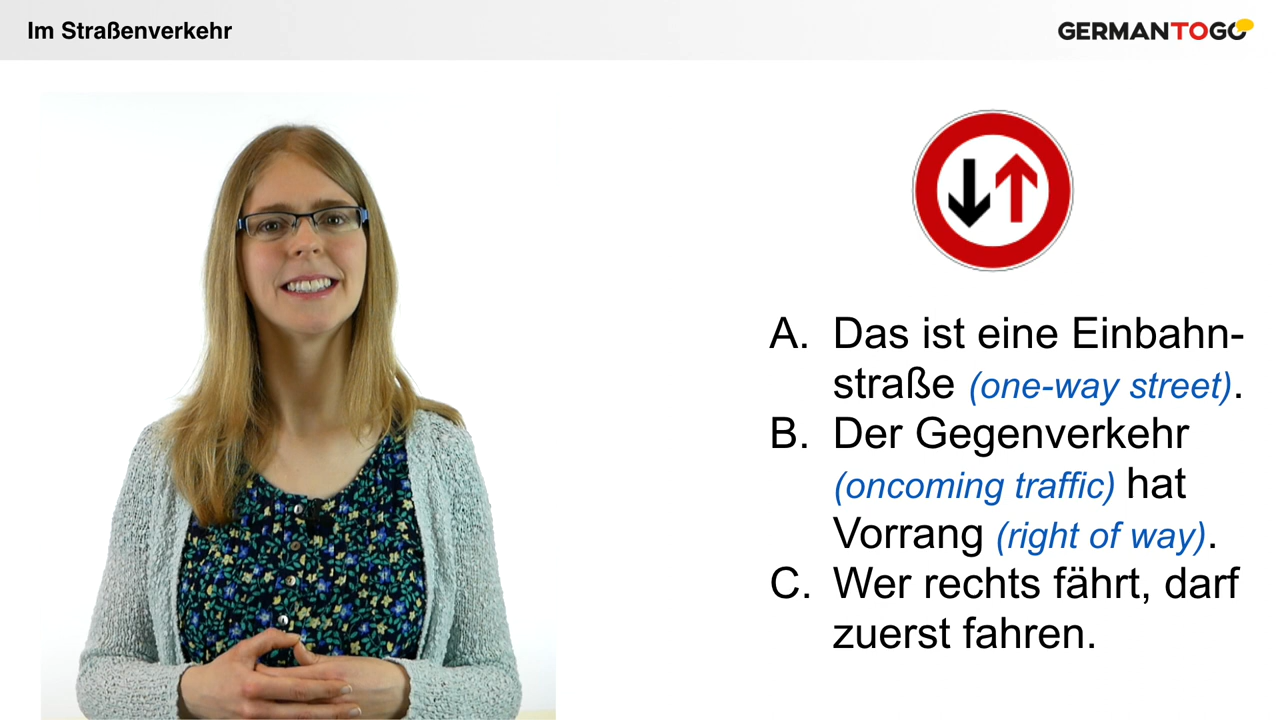 Im Straßenverkehr
GERMANTOGO
A. Das ist eine Einbahn-
straße (one-way street).
B. Der Gegenverkehr
(oncoming traffic) hat
Vorrang (right of way).
C. Wer rechts fährt, darf
zuerst fahren.